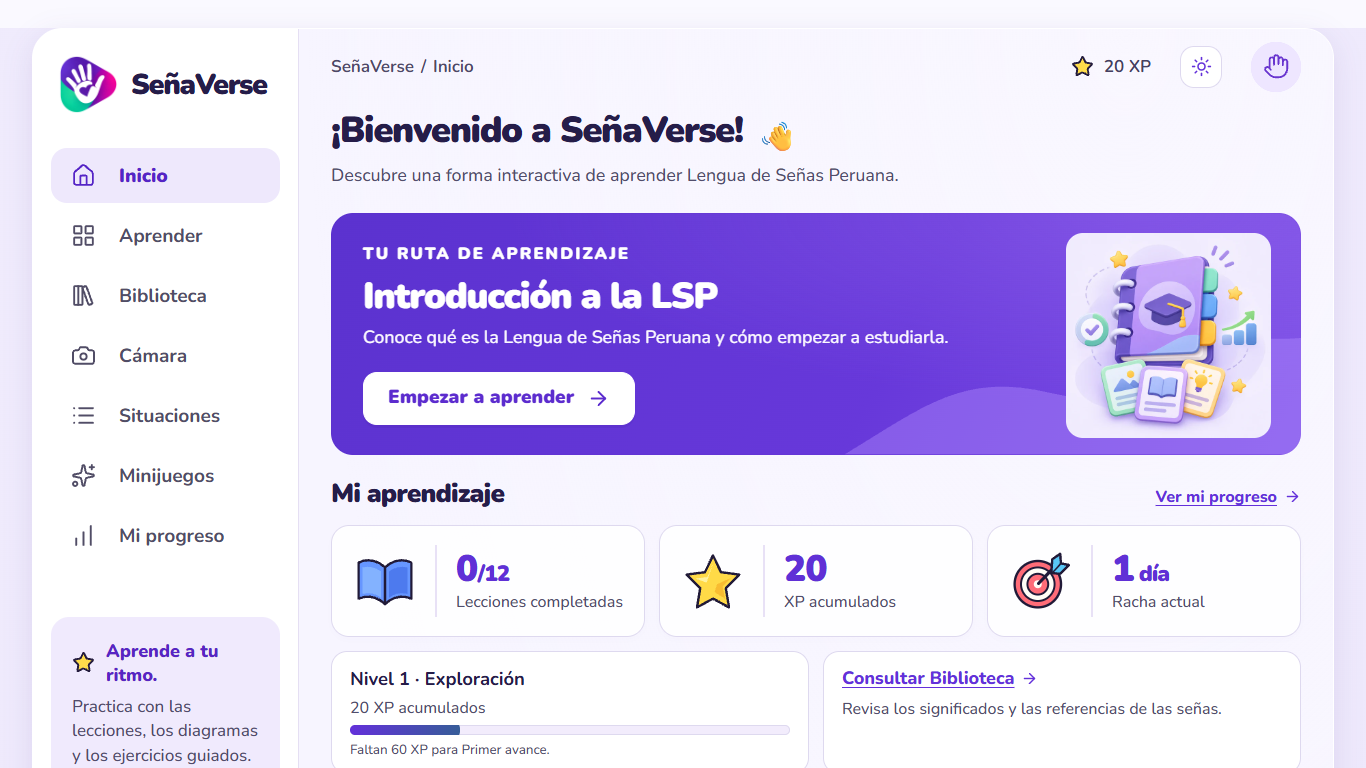 SeñaVerse
Inicio
Aprender
Biblioteca
Cámara
Situaciones
Minijuegos
Mi progreso
Aprende a tu
ritmo.
Practica con las
lecciones, los diagramas
y los ejercicios guiados.
SeñaVerse / Inicio
20 XP
¡Bienvenido a SeñaVerse!
Descubre una forma interactiva de aprender Lengua de Señas Peruana.
TU RUTA DE APRENDIZAJE
Introducción a la LSP
Conoce qué es la Lengua de Señas Peruana y cómo empezar a estudiarla.
Empezar a aprender
Mi aprendizaje
Ver mi progreso
0/12
Lecciones completadas
20
XP acumulados
1 día
Racha actual
Nivel 1 · Exploración
20 XP acumulados
Faltan 60 XP para Primer avance.
Consultar Biblioteca
Revisa los significados y las referencias de las señas.